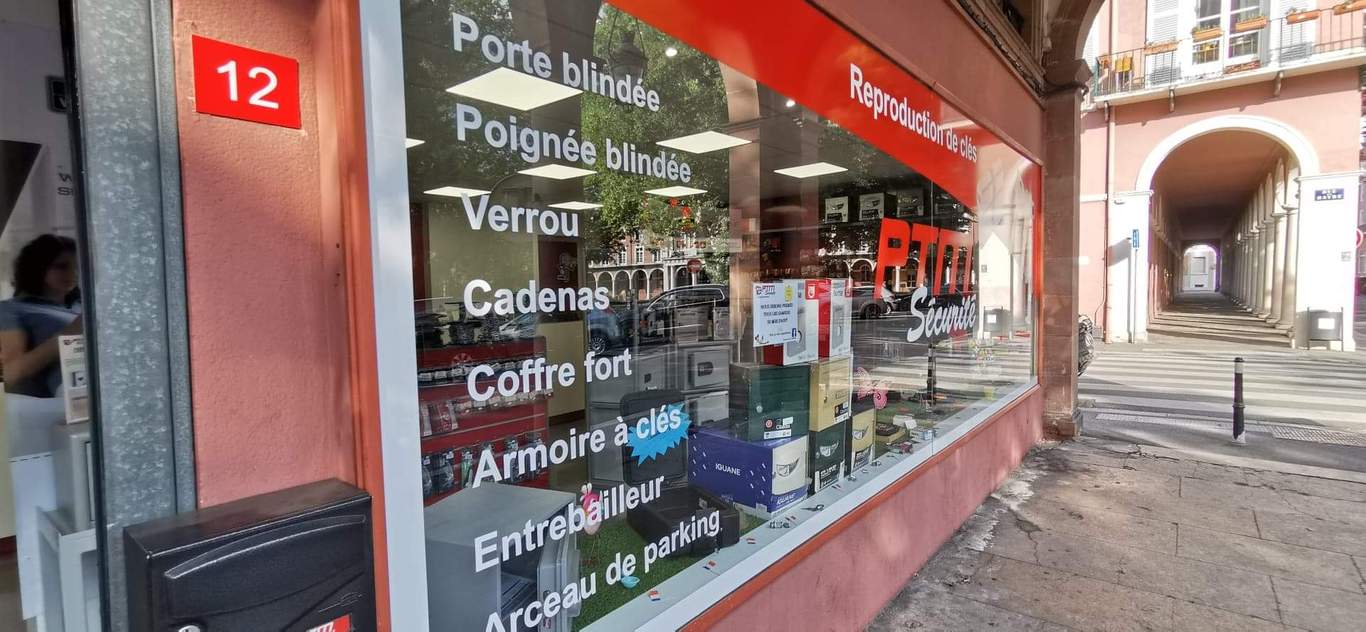 12
Porte blindée
Poignée blindée
Verrou
Cadenas
Coffre fort
Armoire à clés
Entrebailleur
Arceau de parking
Reproduction de clés
Sécurité
IGUANE